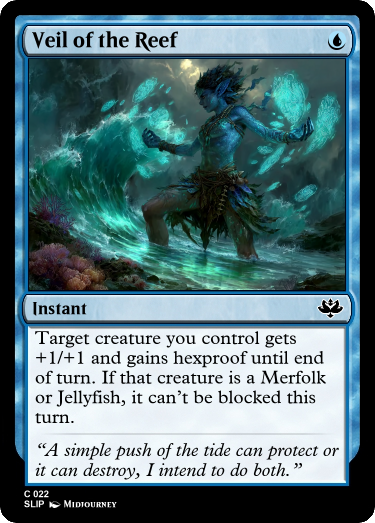 Veil of the Reef
Instant
Target creature you control gets
+1/+1 and gains hexproof until end
of turn. If that creature is a Merfolk
or Jellyfish, it can’t be blocked this
turn.
“A simple push of the tide can protect or
it can destroy, I intend to do both.”
C 022
SLIP Midjourney